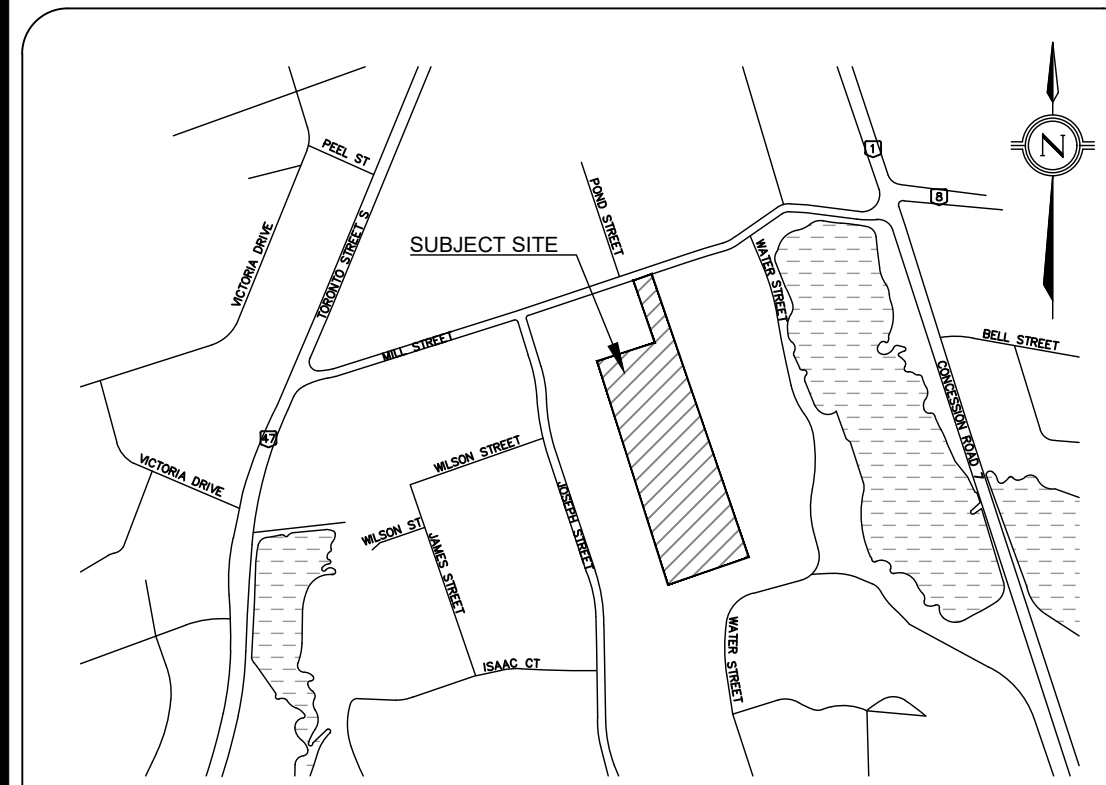 PEEL ST
TORONTO STREET S
VICTORIA DRIVE
POND STREET
SUBJECT SITE
MILL STREET
WATER STREET
1
8
N
BELL STREET
CONCESSION ROAD 7
47
VICTORIA DRIVE
WILSON STREET
WILSON ST
JAMES STREET
JOSEPH STREET
ISAAC CT
WATER STREET